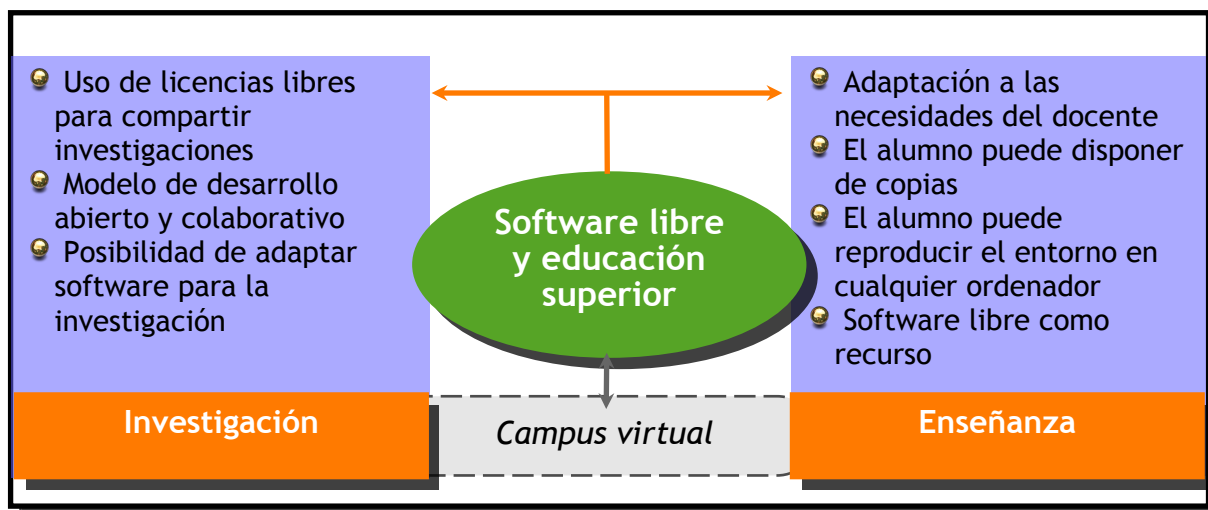 Uso de licencias libres
para compartir
investigaciones
Modelo de desarrollo
abierto y colaborativo
Posibilidad de adaptar
software para la
investigación
Investigación
Software libre
y educación
superior
Campus virtual
Adaptación a las
necesidades del docente
El alumno puede disponer
de copias
El alumno puede
reproducir el entorno en
cualquier ordenador
Software libre como
recurso
Enseñanza